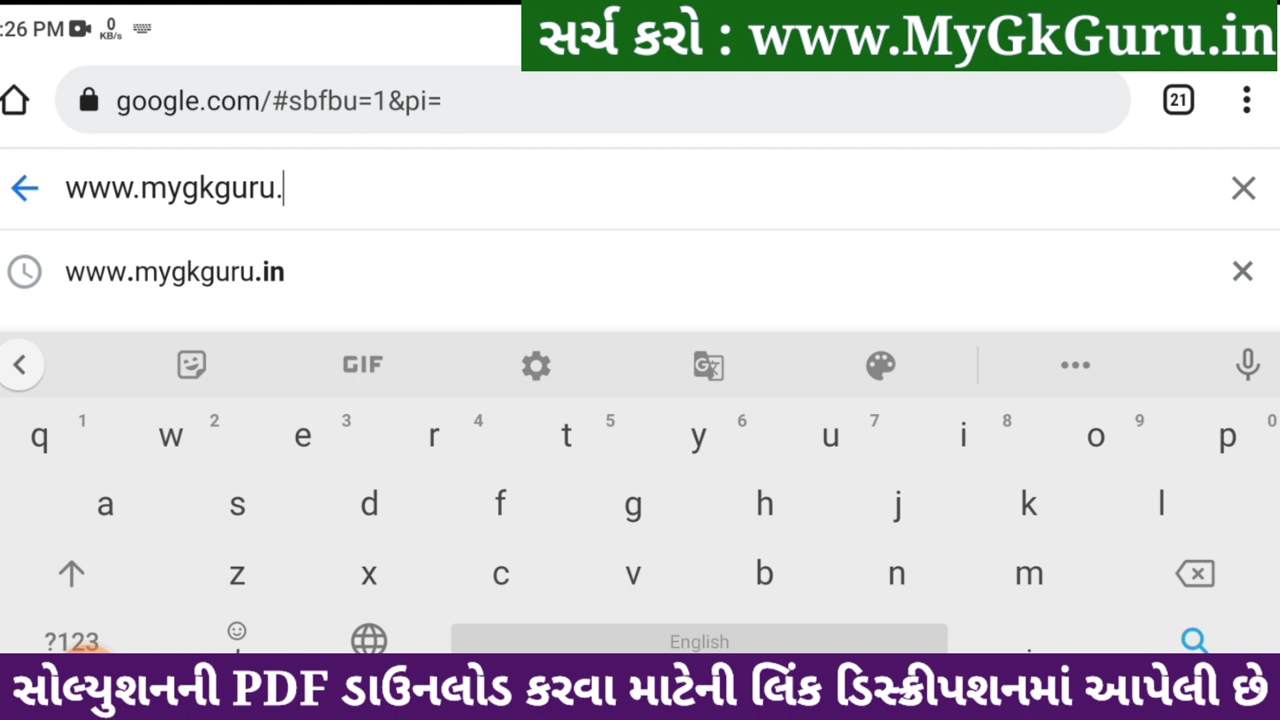 :26 PM 0 KB/s
સર્ચ કરો : www.MyGkGuru.in
google.com/#sbfbu=1&pi=
21
www.mygkguru.
www.mygkguru.in
GIF
q 1 w 2 e 3 r 4 t 5 y 6 u 7 i 8 o 9 p 0
a s d f g h j k l
z x c v b n m
?123 English
સોલ્યુશનની PDF ડાઉનલોડ કરવા માટેની લિંક ડિસ્ક્રીપશનમાં આપેલી છે